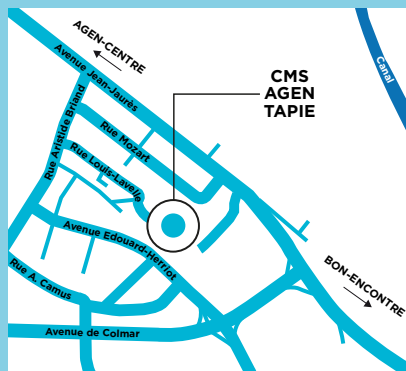 AGEN-CENTRE
Avenue Jean-Jaurès
Canal
CMS
AGEN
TAPIE
Rue Aristide Briand
Rue Mozart
Rue Louis-Lavelle
Avenue Edouard-Herriot
Rue A. Camus
BON-ENCONTRE
Avenue de Colmar